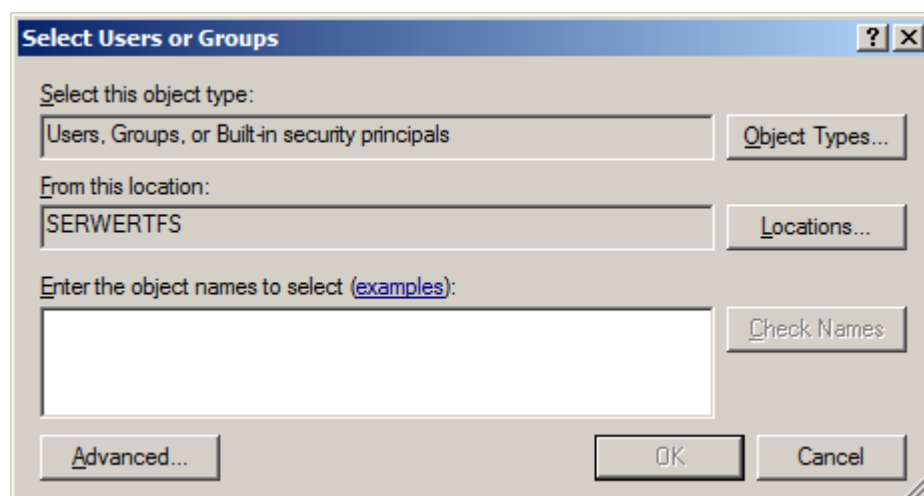 Select Users or Groups
Select this object type:
Users, Groups, or Built-in security principals
Object Types...
From this location:
SERWERTFS
Locations...
Enter the object names to select (examples):
Check Names
Advanced...
OK
Cancel